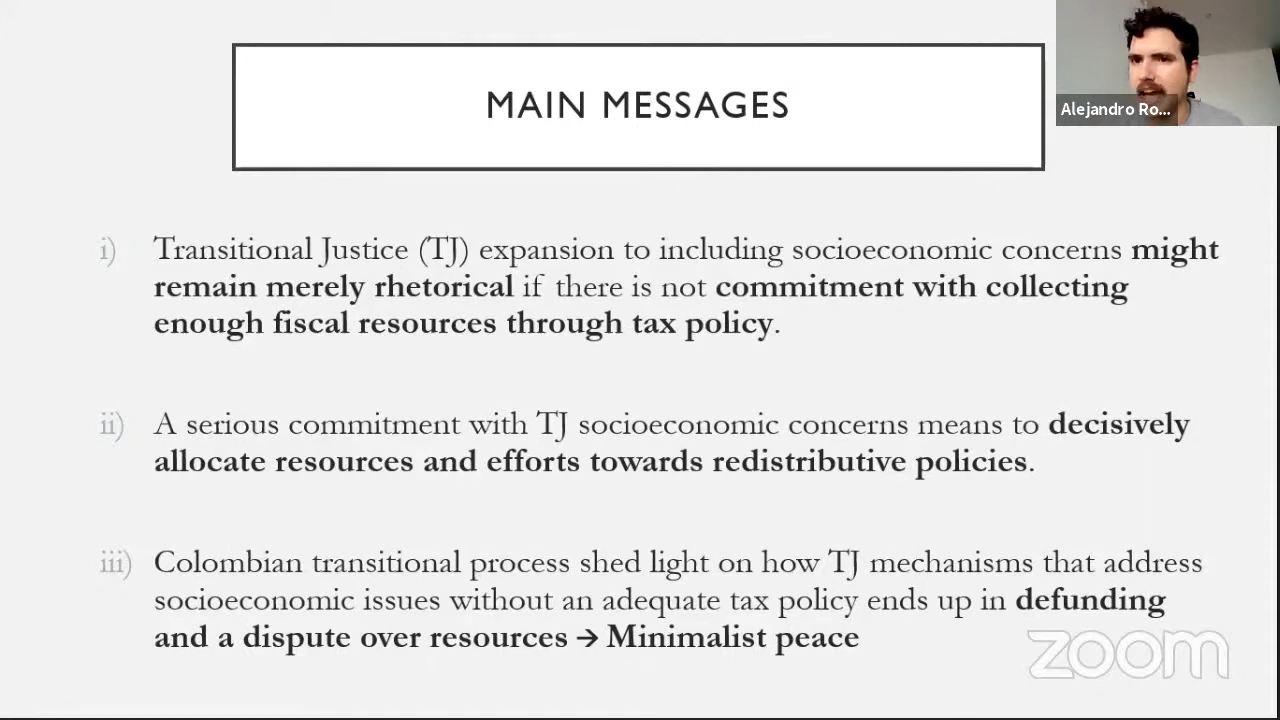 MAIN MESSAGES
Alejandro Ro...
i) Transitional Justice (TJ) expansion to including socioeconomic concerns might
remain merely rhetorical if there is not commitment with collecting
enough fiscal resources through tax policy.
ii) A serious commitment with TJ socioeconomic concerns means to decisively
allocate resources and efforts towards redistributive policies.
iii) Colombian transitional process shed light on how TJ mechanisms that address
socioeconomic issues without an adequate tax policy ends up in defunding
and a dispute over resources → Minimalist peace
zoom